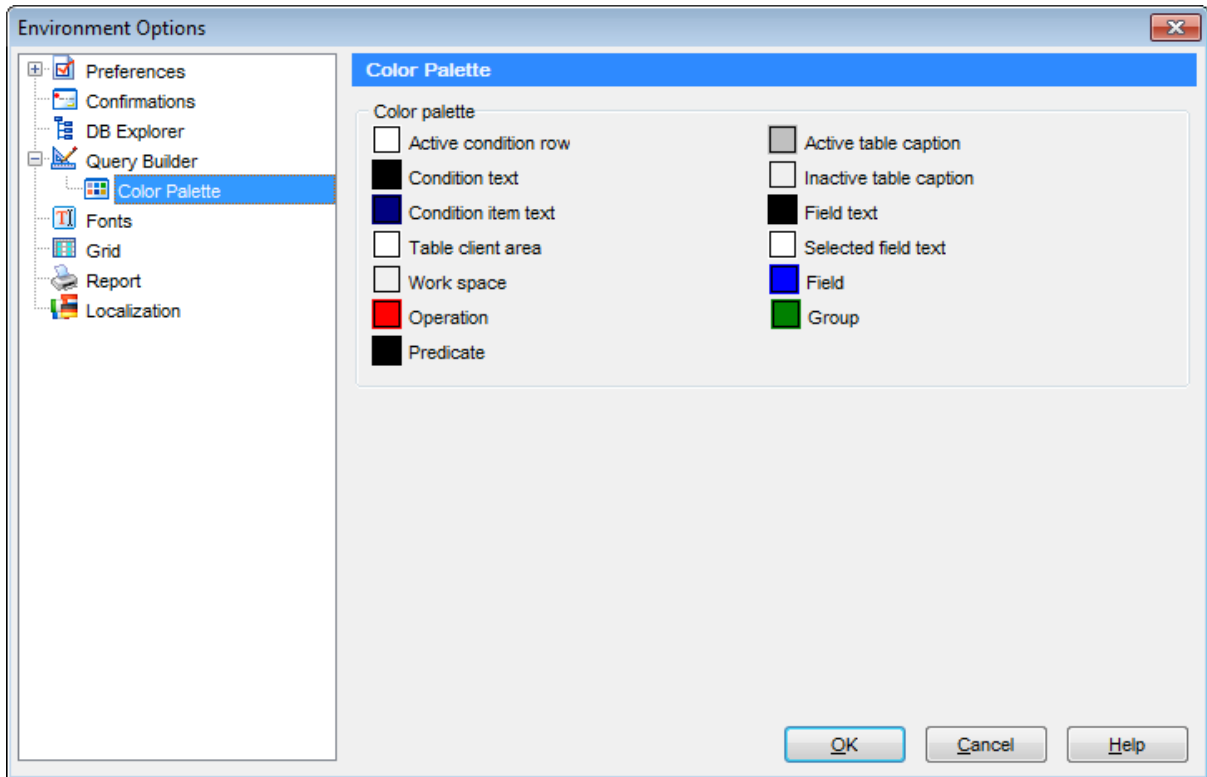 Environment Options
Preferences
Confirmations
DB Explorer
Query Builder
Color Palette
Fonts
Grid
Report
Localization
Color Palette
Color palette
Active condition row
Condition text
Condition item text
Table client area
Work space
Operation
Predicate
Active table caption
Inactive table caption
Field text
Selected field text
Field
Group
OK
Cancel
Help